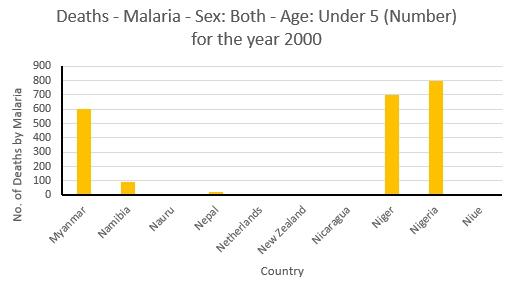 Deaths - Malaria - Sex: Both - Age: Under 5 (Number)
for the year 2000
900
800
700
600
500
400
300
200
100
0
No. of Deaths by Malaria
Myanmar
Namibia
Nauru
Nepal
Netherlands
New Zealand
Nicaragua
Niger
Nigeria
Niue
Country